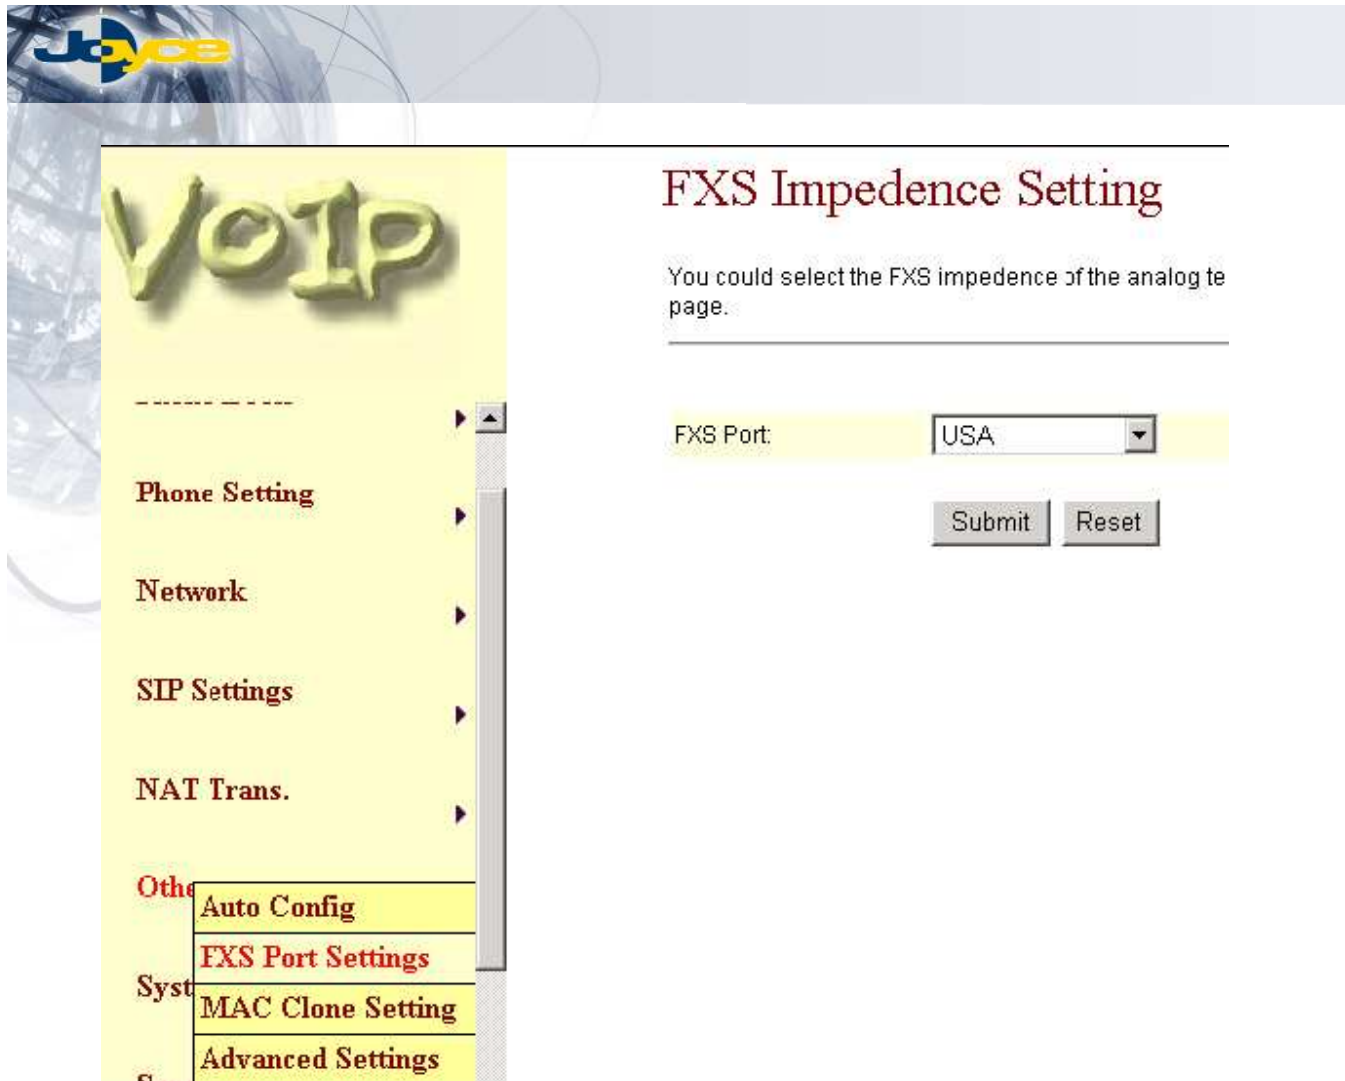 Joyce
VOIP
FXS Impedence Setting
You could select the FXS impedence of the analog te
page.
FXS Port:
USA
Submit
Reset
Phone Setting
Network
SIP Settings
NAT Trans.
Othe
Auto Config
FXS Port Settings
Syst
MAC Clone Setting
Advanced Settings